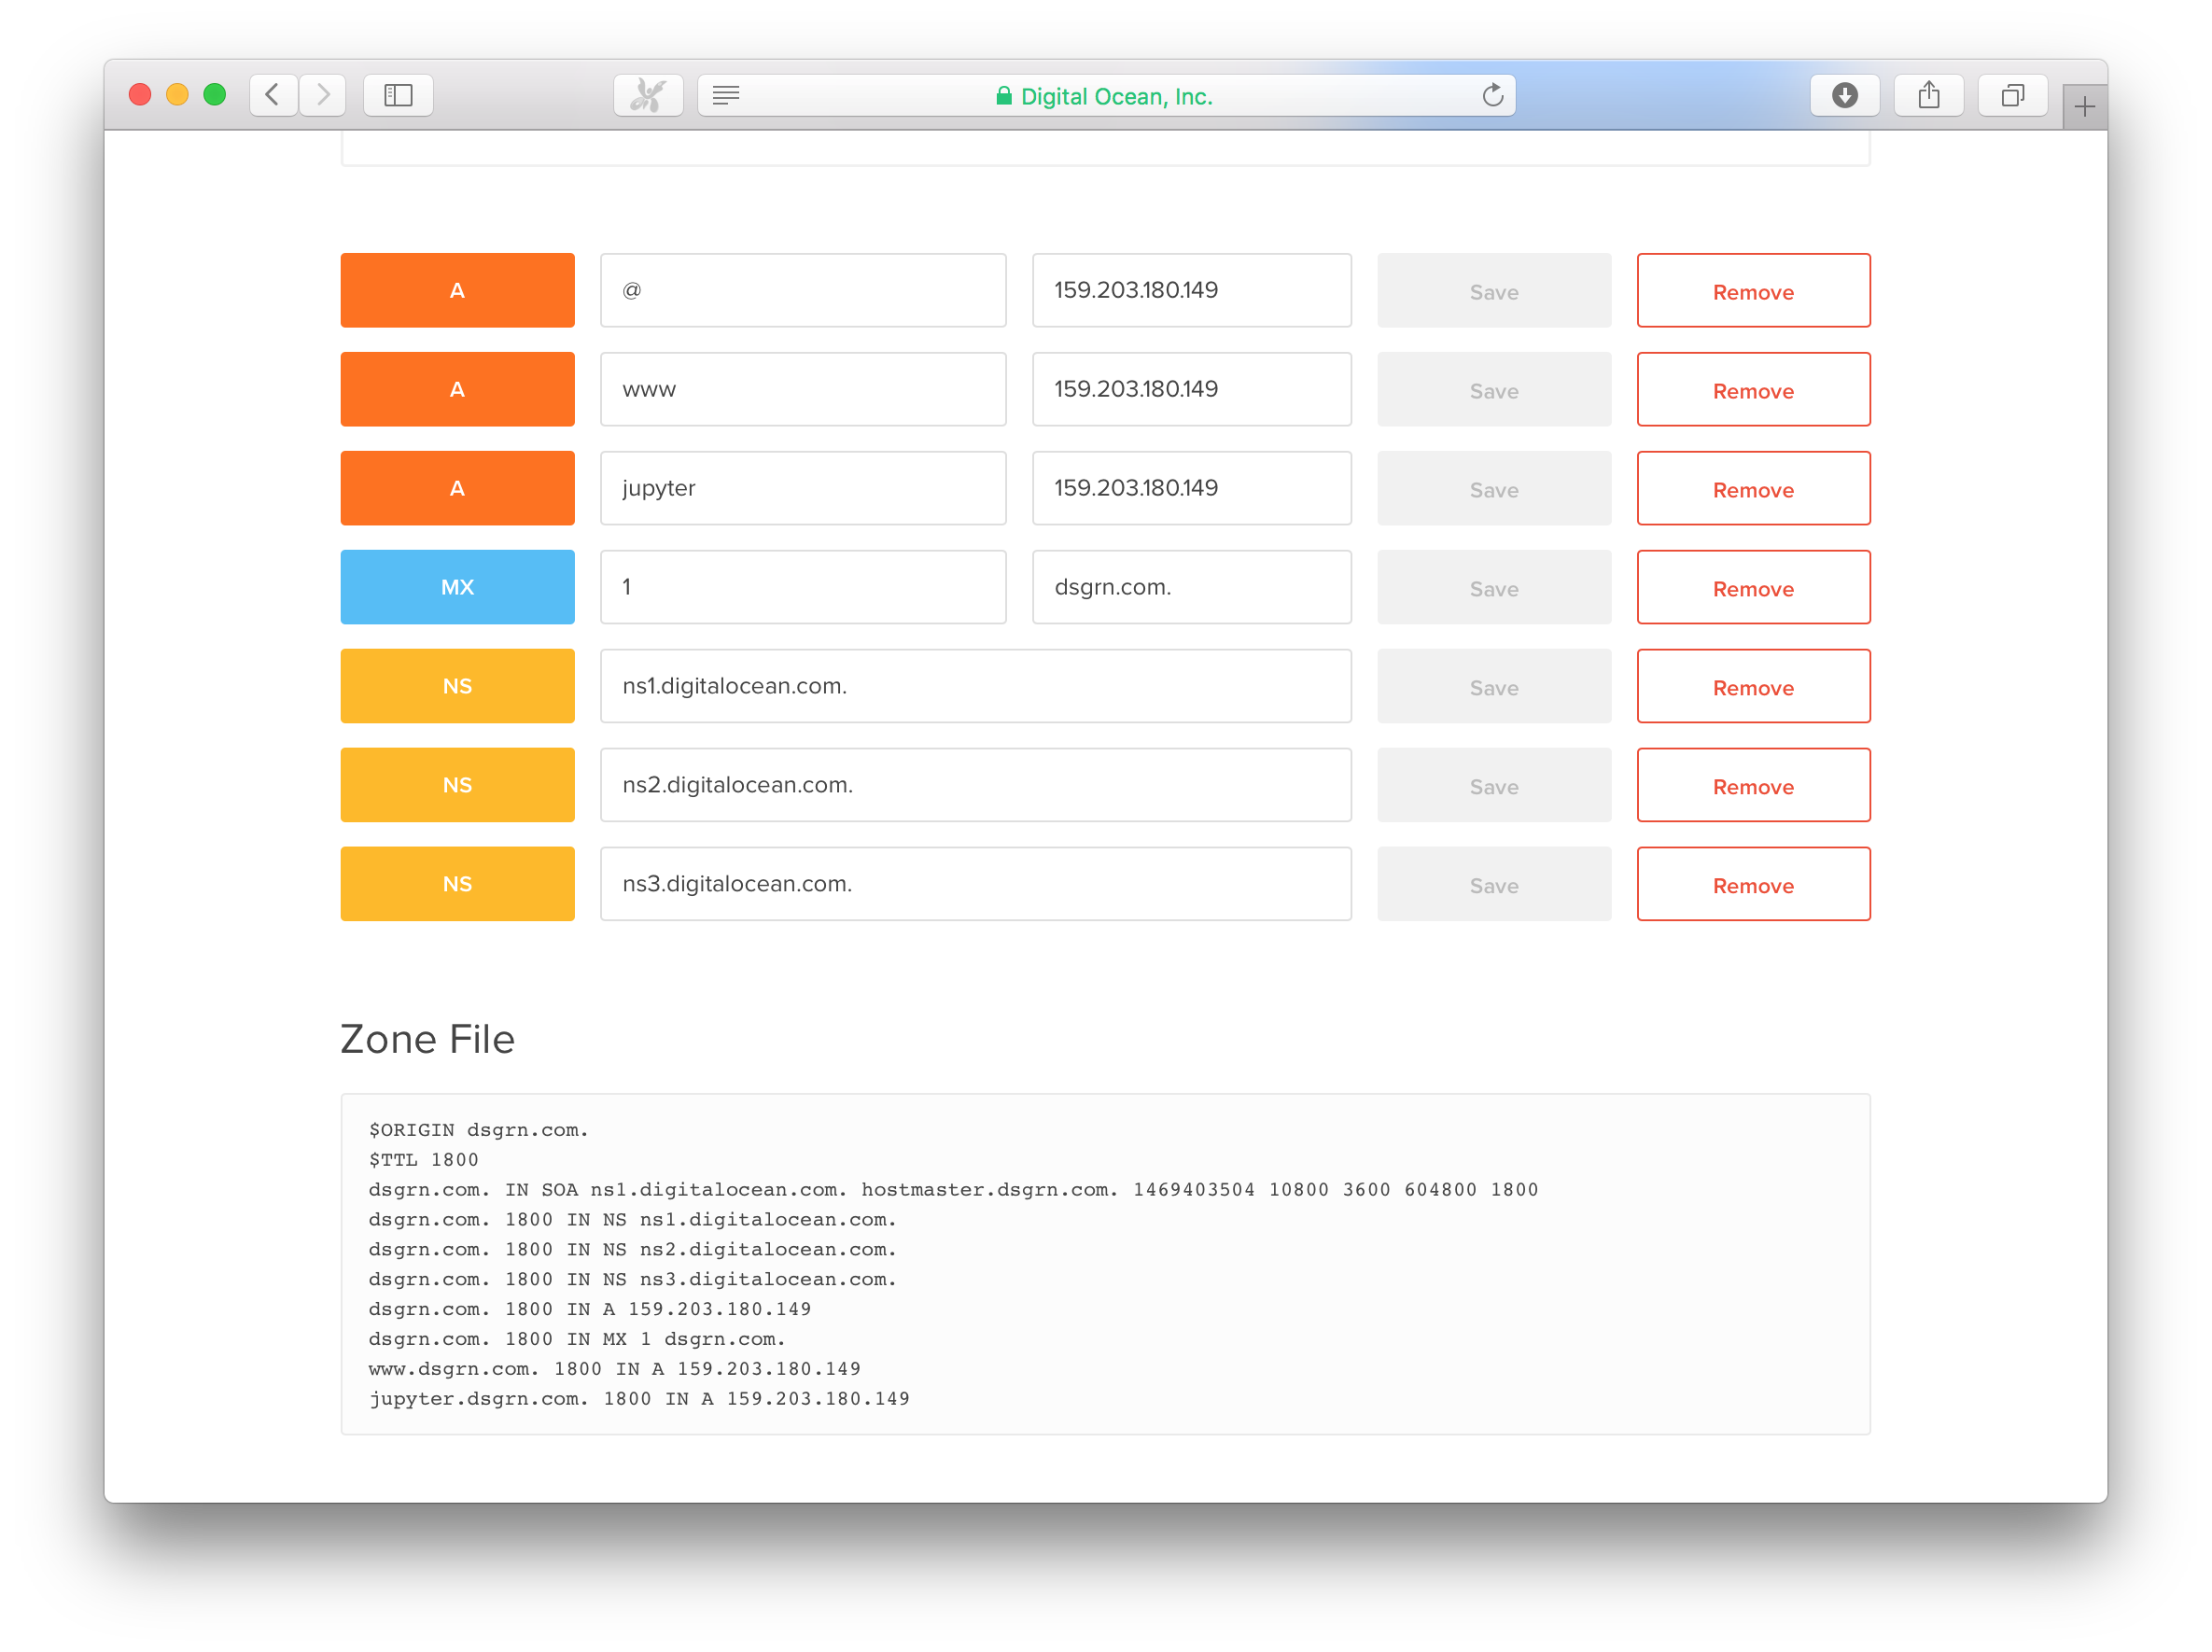 Digital Ocean, Inc.
A @ 159.203.180.149 Save Remove
A www 159.203.180.149 Save Remove
A jupyter 159.203.180.149 Save Remove
MX 1 dsgrn.com. Save Remove
NS ns1.digitalocean.com. Save Remove
NS ns2.digitalocean.com. Save Remove
NS ns3.digitalocean.com. Save Remove
Zone File
$ORIGIN dsgrn.com.
$TTL 1800
dsgrn.com. IN SOA ns1.digitalocean.com. hostmaster.dsgrn.com. 1469403504 10800 3600 604800 1800
dsgrn.com. 1800 IN NS ns1.digitalocean.com.
dsgrn.com. 1800 IN NS ns2.digitalocean.com.
dsgrn.com. 1800 IN NS ns3.digitalocean.com.
dsgrn.com. 1800 IN A 159.203.180.149
dsgrn.com. 1800 IN MX 1 dsgrn.com.
www.dsgrn.com. 1800 IN A 159.203.180.149
jupyter.dsgrn.com. 1800 IN A 159.203.180.149